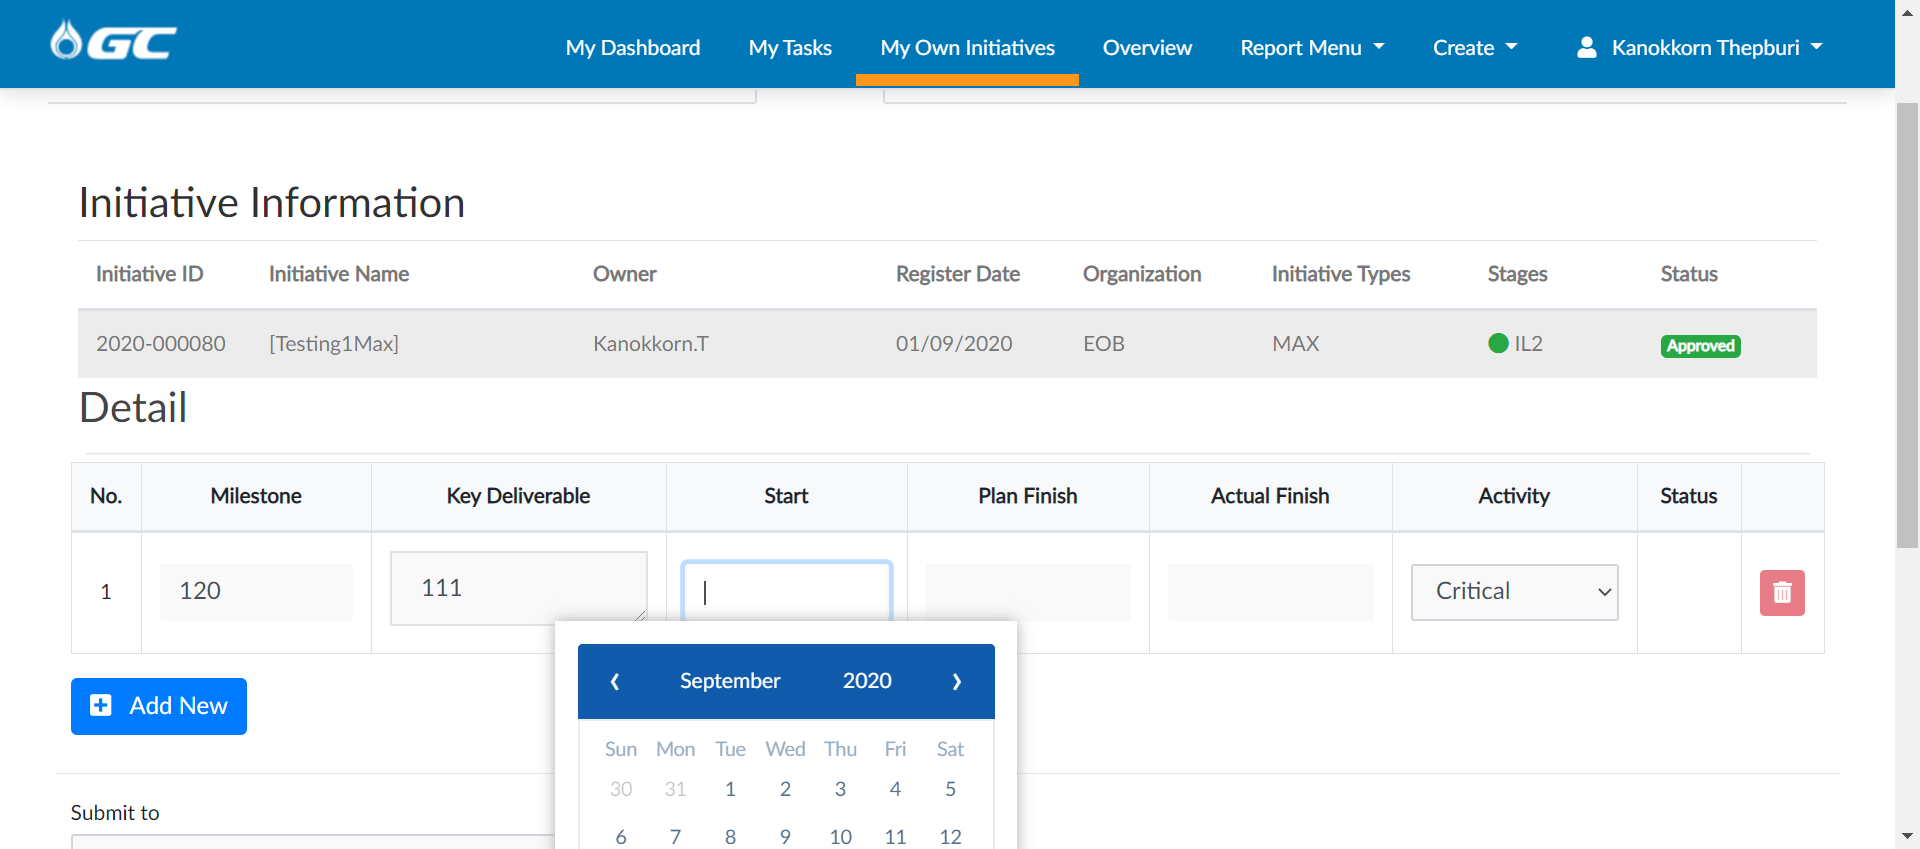 GC
My Dashboard My Tasks My Own Initiatives Overview Report Menu Create Kanokkorn Thepburi
Initiative Information
Initiative ID Initiative Name Owner Register Date Organization Initiative Types Stages Status
2020-000080 [Testing1Max] Kanokkorn.T 01/09/2020 EOB MAX IL2 Approved
Detail
No. Milestone Key Deliverable Start Plan Finish Actual Finish Activity Status
1 120 111 Critical
Add New
September 2020
Sun Mon Tue Wed Thu Fri Sat
30 31 1 2 3 4 5
6 7 8 9 10 11 12
Submit to